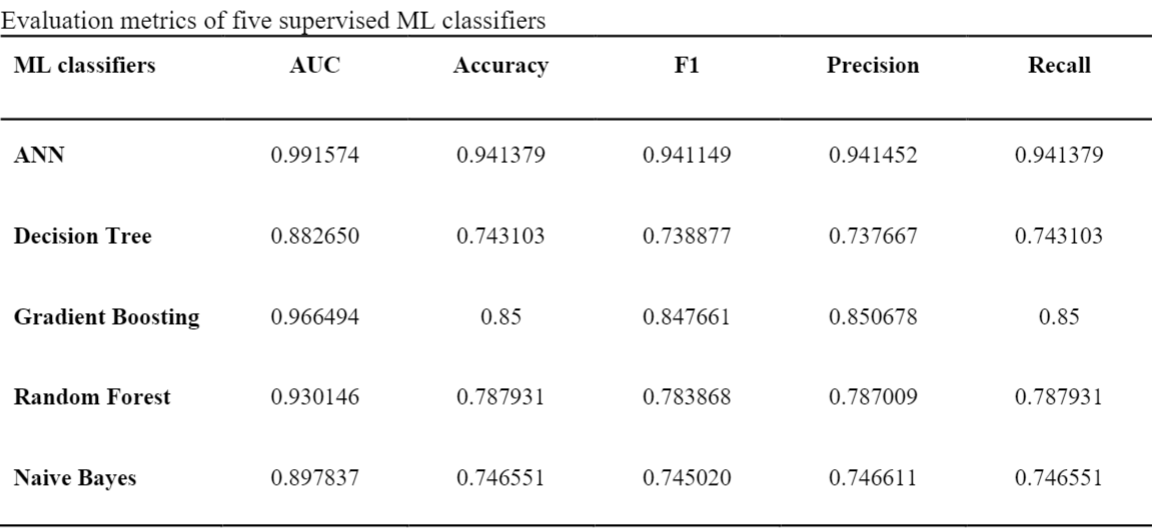 Evaluation metrics of five supervised ML classifiers
ML classifiers AUC Accuracy F1 Precision Recall
ANN 0.991574 0.941379 0.941149 0.941452 0.941379
Decision Tree 0.882650 0.743103 0.738877 0.737667 0.743103
Gradient Boosting 0.966494 0.85 0.847661 0.850678 0.85
Random Forest 0.930146 0.787931 0.783868 0.787009 0.787931
Naive Bayes 0.897837 0.746551 0.745020 0.746611 0.746551